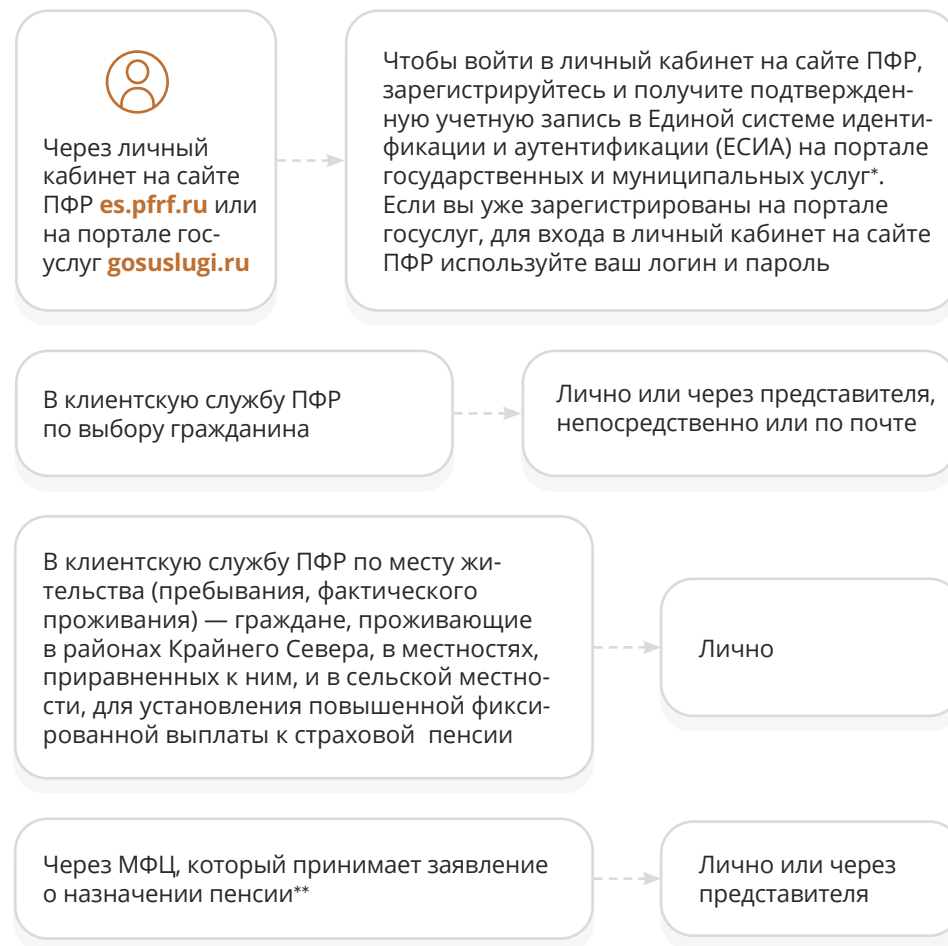 Через личный
кабинет на сайте
ПФР es.pfrf.ru или
на портале гос-
услуг gosuslugi.ru
Чтобы войти в личный кабинет на сайте ПФР,
зарегистрируйтесь и получите подтвержден-
ную учетную запись в Единой системе иденти-
фикации и аутентификации (ЕСИА) на портале
государственных и муниципальных услуг*.
Если вы уже зарегистрированы на портале
госуслуг, для входа в личный кабинет на сайте
ПФР используйте ваш логин и пароль
В клиентскую службу ПФР
по выбору гражданина
Лично или через представителя,
непосредственно или по почте
В клиентскую службу ПФР по месту жи-
тельства (пребывания, фактического
проживания) — граждане, проживающие
в районах Крайнего Севера, в местностях,
приравненных к ним, и в сельской местно-
сти, для установления повышенной фикси-
рованной выплаты к страховой пенсии
Лично
Через МФЦ, который принимает заявление
о назначении пенсии**
Лично или через
представителя